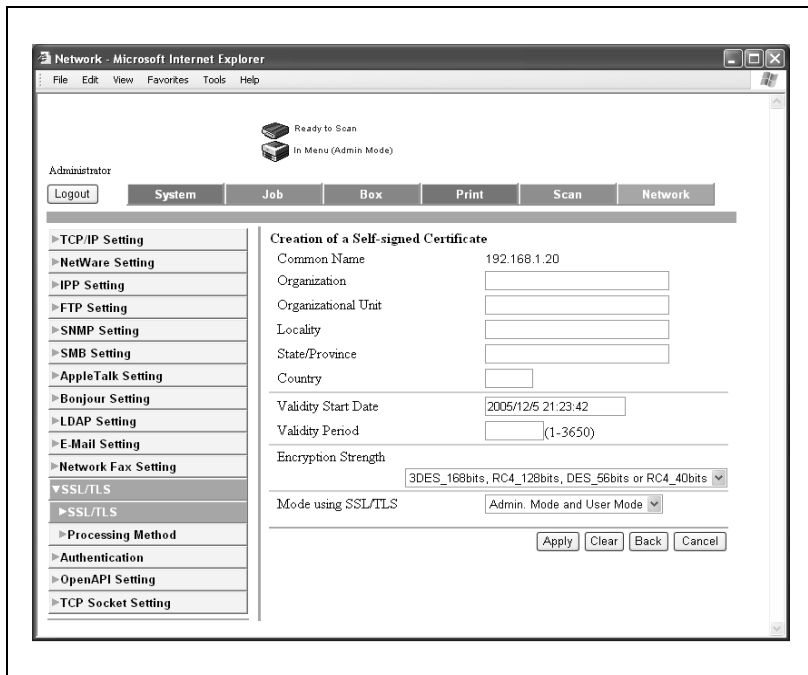 Network - Microsoft Internet Explorer
File Edit View Favorites Tools Help
Ready to Scan
In Menu (Admin Mode)
Administrator
Logout System Job Box Print Scan Network
TCP/IP Setting
NetWare Setting
IPP Setting
FTP Setting
SNMP Setting
SMB Setting
AppleTalk Setting
Bonjour Setting
LDAP Setting
E-Mail Setting
Network Fax Setting
SSL/TLS
SSL/TLS
Processing Method
Authentication
OpenAPI Setting
TCP Socket Setting
Creation of a Self-signed Certificate
Common Name 192.168.1.20
Organization
Organizational Unit
Locality
State/Province
Country
Validity Start Date 2005/12/5 21:23:42
Validity Period (1-3650)
Encryption Strength
3DES_168bits, RC4_128bits, DES_56bits or RC4_40bits
Mode using SSL/TLS Admin. Mode and User Mode
Apply Clear Back Cancel